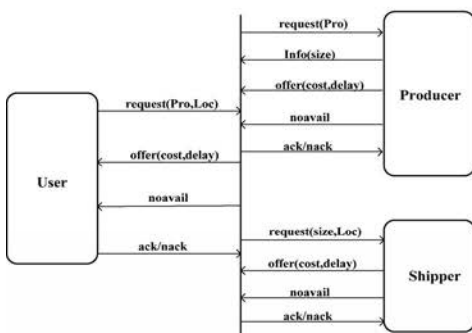 request(Pro)
Info(size)
offer(cost,delay)
noavail
ack/nack
Producer
request(Pro,Loc)
offer(cost,delay)
noavail
ack/nack
User
request(size,Loc)
offer(cost,delay)
noavail
ack/nack
Shipper